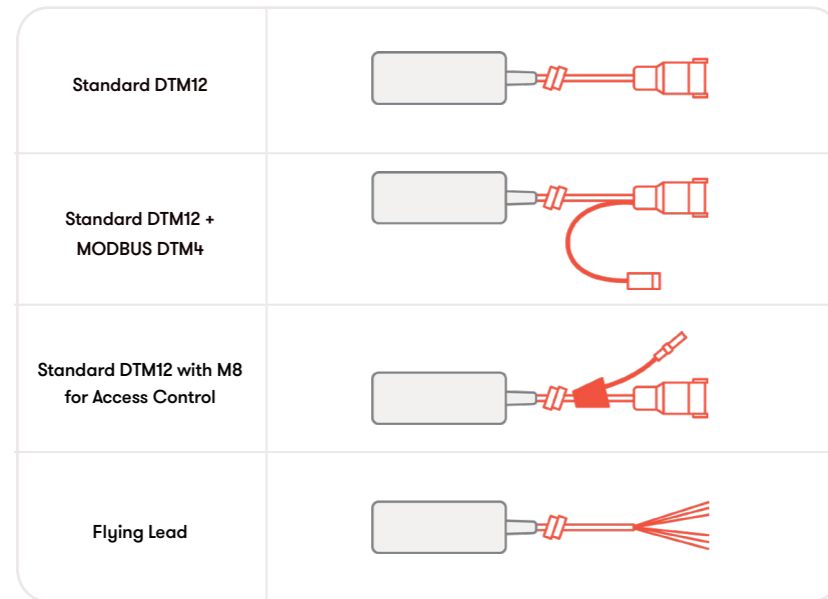 Standard DTM12
Standard DTM12 +
MODBUS DTM4
Standard DTM12 with M8
for Access Control
Flying Lead